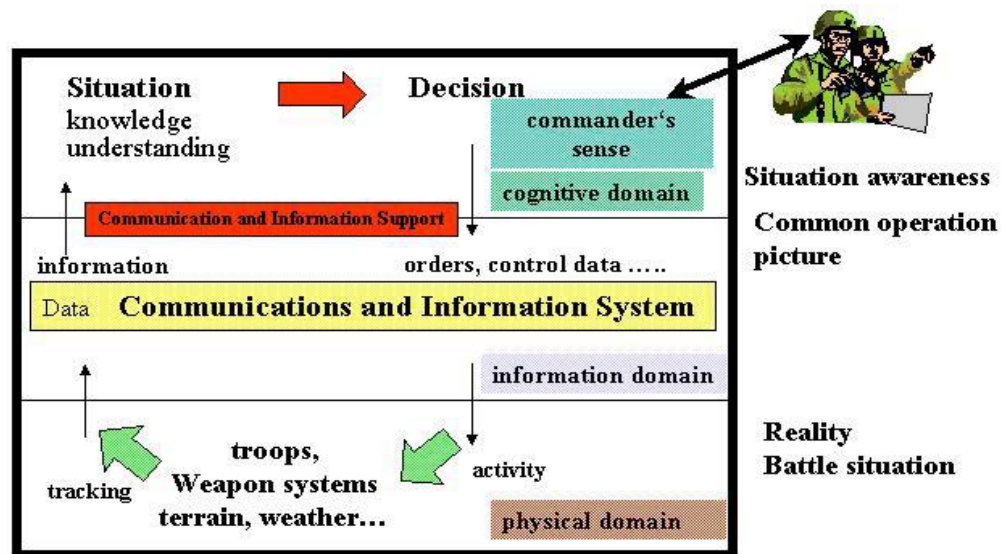 Situation
knowledge
understanding
Decision
commander‘s
sense
cognitive domain
Situation awareness
Common operation
picture
Communication and Information Support
information
orders, control data …..
Data Communications and Information System
information domain
tracking
troops,
Weapon systems
terrain, weather…
activity
physical domain
Reality
Battle situation